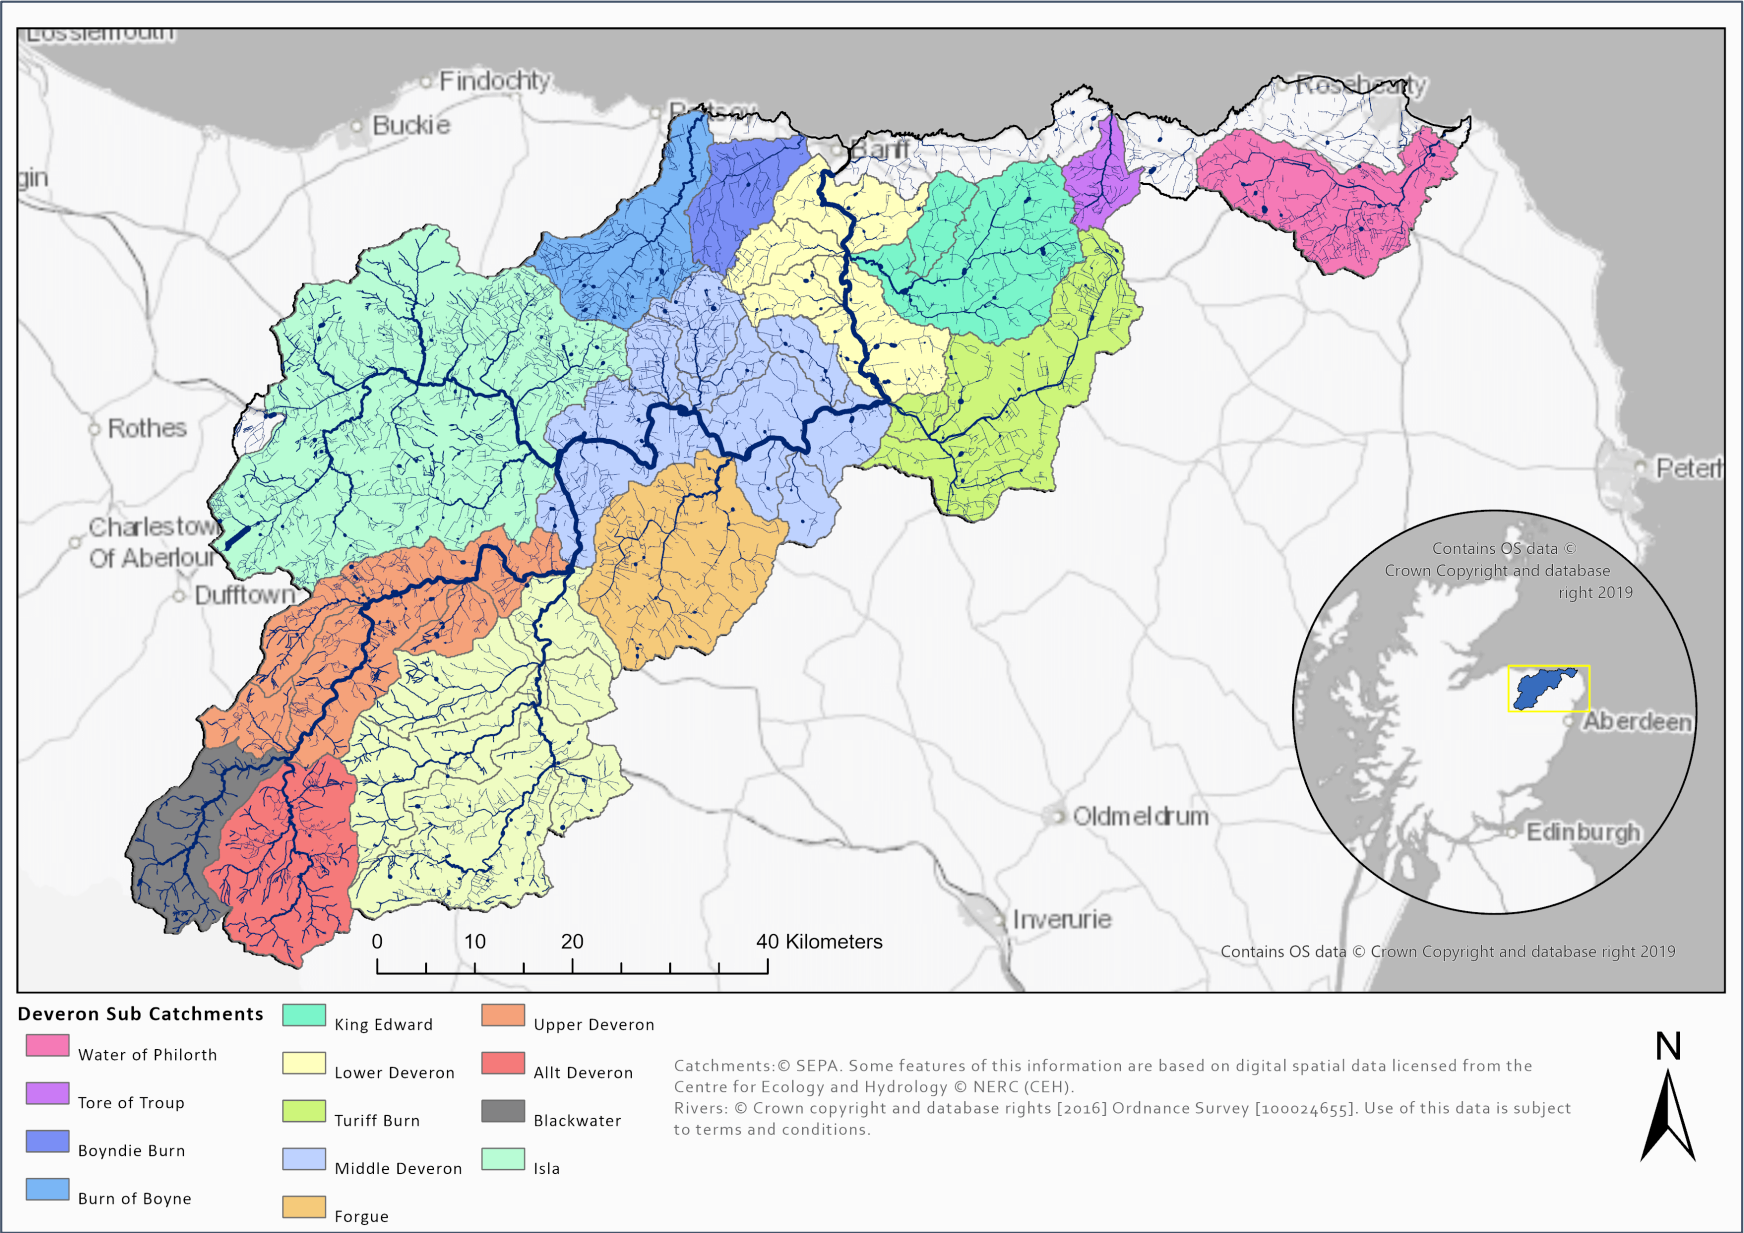 Lossiemouth
Findochty
Buckie
Portsoy
Banff
Rosehearty
gin
Rothes
Charlestown
Of Aberlour
Dufftown
Peterh
Oldmeldrum
Inverurie
Contains OS data ©
Crown Copyright and database
right 2019
Aberdeen
Edinburgh
0 10 20 40 Kilometers
Contains OS data © Crown Copyright and database right 2019
Deveron Sub Catchments
Water of Philorth
Tore of Troup
Boyndie Burn
Burn of Boyne
King Edward
Lower Deveron
Turiff Burn
Middle Deveron
Forgue
Upper Deveron
Allt Deveron
Blackwater
Isla
Catchments:© SEPA. Some features of this information are based on digital spatial data licensed from the
Centre for Ecology and Hydrology © NERC (CEH).
Rivers: © Crown copyright and database rights [2016] Ordnance Survey [100024655]. Use of this data is subject
to terms and conditions.
N